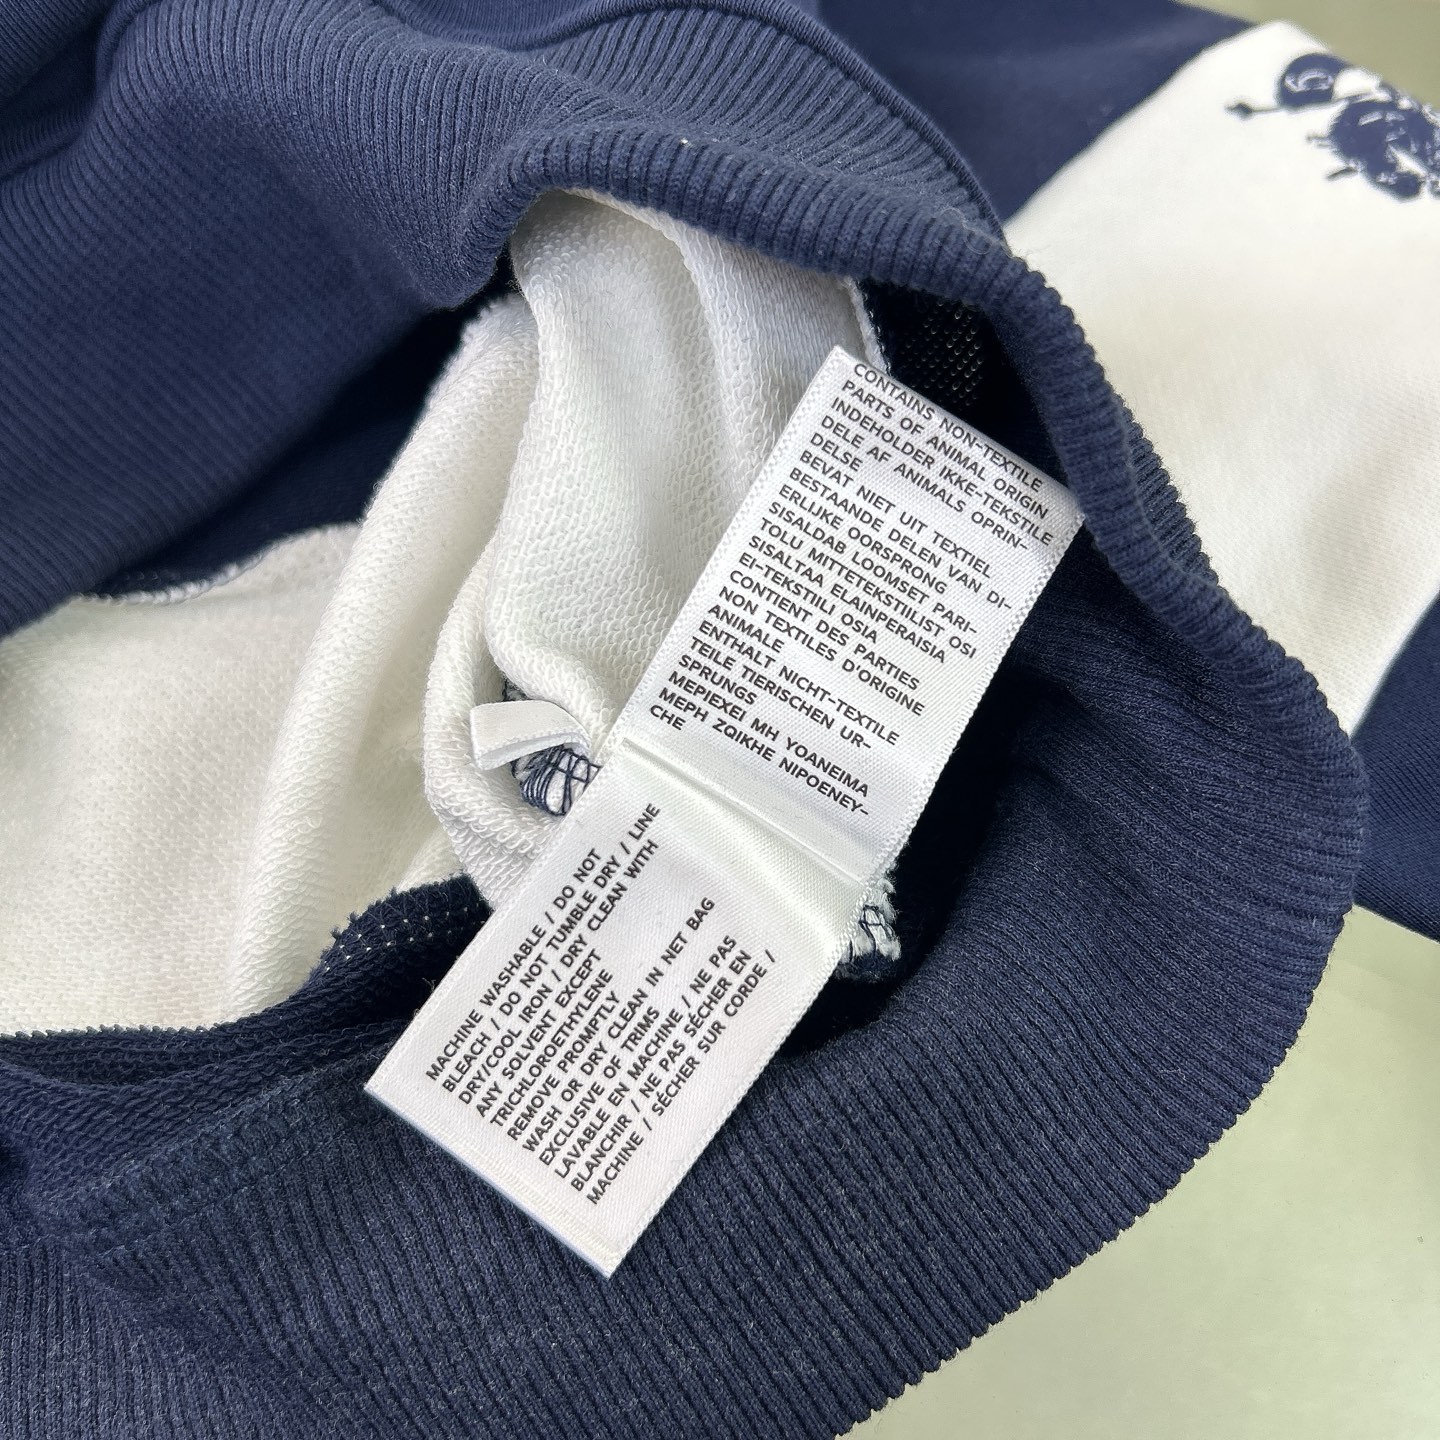 CONTAINS NON-TEXTILE
PARTS OF ANIMAL ORIGIN
INDEHOLDER IKKE-TEKSTILE
DELE AF ANIMALS OPRIN-
DELSE
BEVAT NIET UIT TEXTIEL
BESTAANDE DELEN VAN DI-
ERLIJKE OORSPRONG
SISALDAB LOOMSET PARI-
TOLU MITTETEKSTIILIST OSI
SISALTAA ELAINPERAISIA
EI-TEKSTIILI OSIA
CONTIENT DES PARTIES
NON TEXTILES D'ORIGINE
ANIMALE
ENTHALT NICHT-TEXTILE
TEILE TIERISCHEN UR-
SPRUNGS
MEPIEXEI MH YOANEIMA
MEPH ZQIKHE NIPOENEY-
CHE
MACHINE WASHABLE / DO NOT
BLEACH / DO NOT TUMBLE DRY / LINE
DRY/COOL IRON / DRY CLEAN WITH
ANY SOLVENT EXCEPT
TRICHLOROETHYLENE
REMOVE PROMPTLY
WASH OR DRY CLEAN IN NET BAG
EXCLUSIVE OF TRIMS
LAVABLE EN MACHINE / NE PAS
BLANCHIR / NE PAS SÉCHER EN
MACHINE / SÉCHER SUR CORDE /